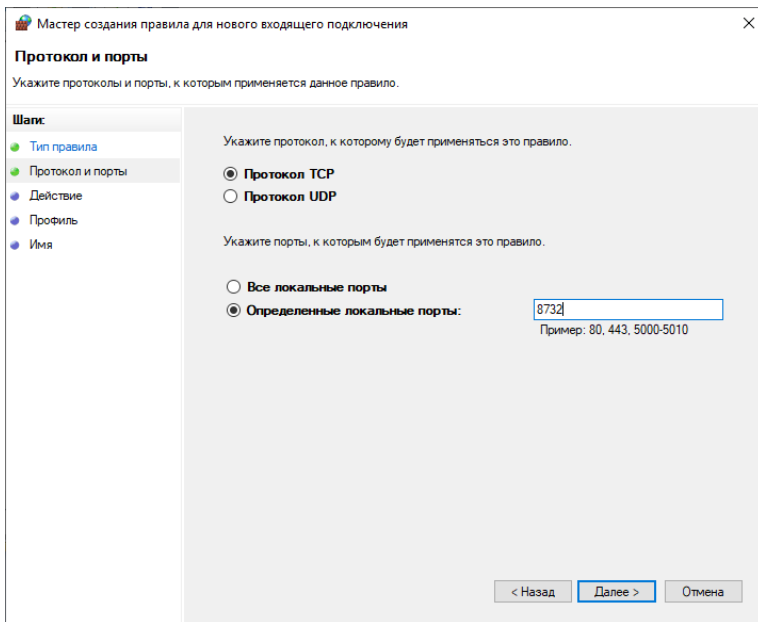 Мастер создания правила для нового входящего подключения
Протокол и порты
Укажите протоколы и порты, к которым применяется данное правило.
Шаги:
Тип правила
Протокол и порты
Действие
Профиль
Имя
Укажите протокол, к которому будет применяться это правило.
Протокол TCP
Протокол UDP
Укажите порты, к которым будет применятся это правило.
Все локальные порты
Определенные локальные порты:
8732
Пример: 80, 443, 5000-5010
< Назад
Далее >
Отмена